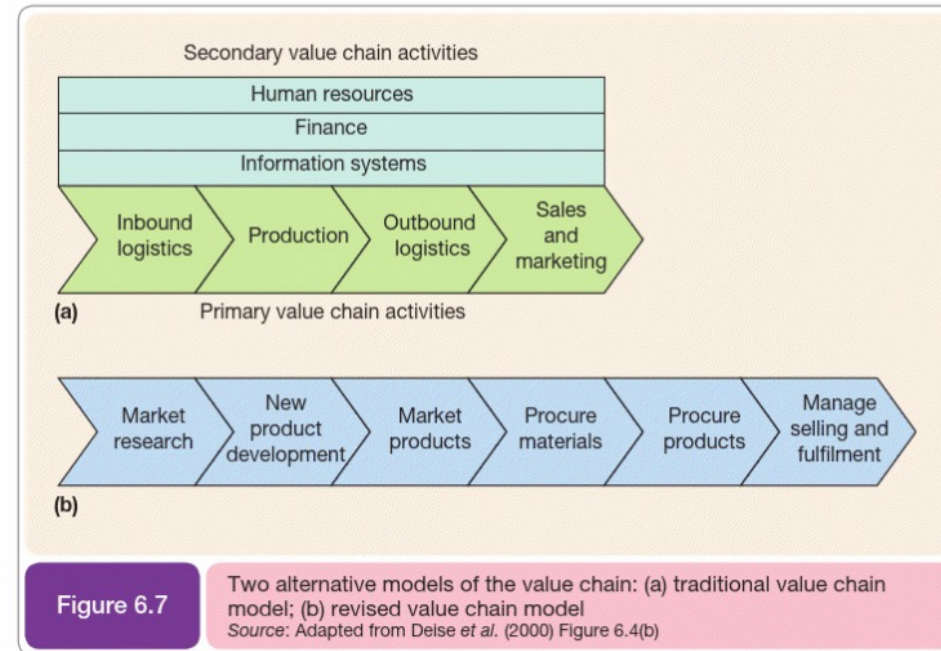 Secondary value chain activities
Human resources
Finance
Information systems
Inbound
logistics
Production
Outbound
logistics
Sales
and
marketing
(a)
Primary value chain activities
Market
research
New
product
development
Market
products
Procure
materials
Procure
products
Manage
selling and
fulfilment
(b)
Figure 6.7
Two alternative models of the value chain: (a) traditional value chain
model; (b) revised value chain model
Source: Adapted from Deise et al. (2000) Figure 6.4(b)